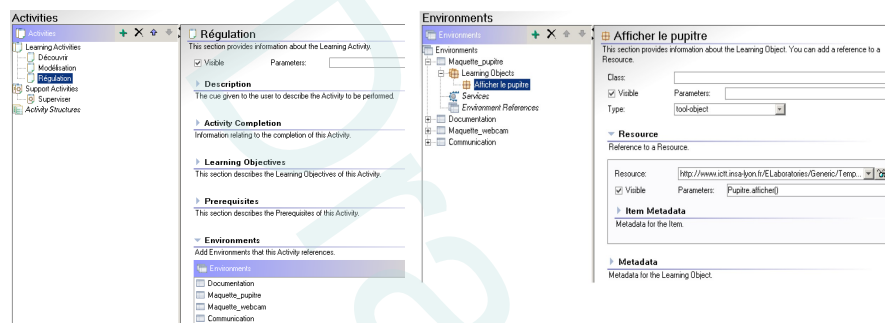 Activities
Activities
Learning Activities
Découvrir
Modélisation
Régulation
Support Activities
Superviser
Activity Structures
Régulation
This section provides information about the Learning Activity.
Visible Parameters:
Description
The cue given to the user to describe the Activity to be performed.
Activity Completion
Information relating to the completion of this Activity.
Learning Objectives
This section describes the Learning Objectives of this Activity.
Prerequisites
This section describes the Prerequisites of this Activity.
Environments
Add Environments that this Activity references.
Environments
Documentation
Maquette_pupitre
Maquette_webcam
Communication
Environments
Environments
Environments
Maquette_pupitre
Learning Objects
Afficher le pupitre
Services
Environment References
Documentation
Maquette_webcam
Communication
Afficher le pupitre
This section provides information about the Learning Object. You can add a reference to a
Resource.
Class:
Visible Parameters:
Type: tool-object
Resource
Reference to a Resource.
Resource: http://www.ictt.insa-lyon.fr/ELaboratories/Generic/Temp...
Visible Parameters: Pupitre.afficher()
Item Metadata
Metadata for the Item.
Metadata
Metadata for the Learning Object.